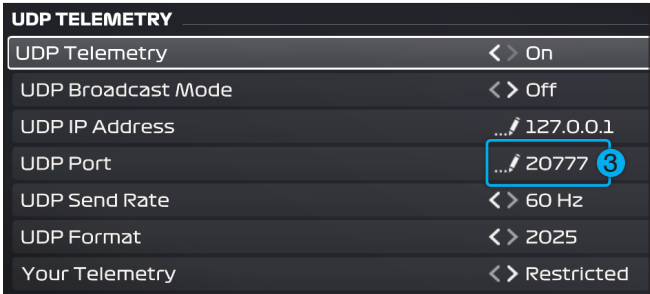 UDP TELEMETRY
UDP Telemetry On
UDP Broadcast Mode Off
UDP IP Address ... 127.0.0.1
UDP Port ... 20777 3
UDP Send Rate 60 Hz
UDP Format 2025
Your Telemetry Restricted